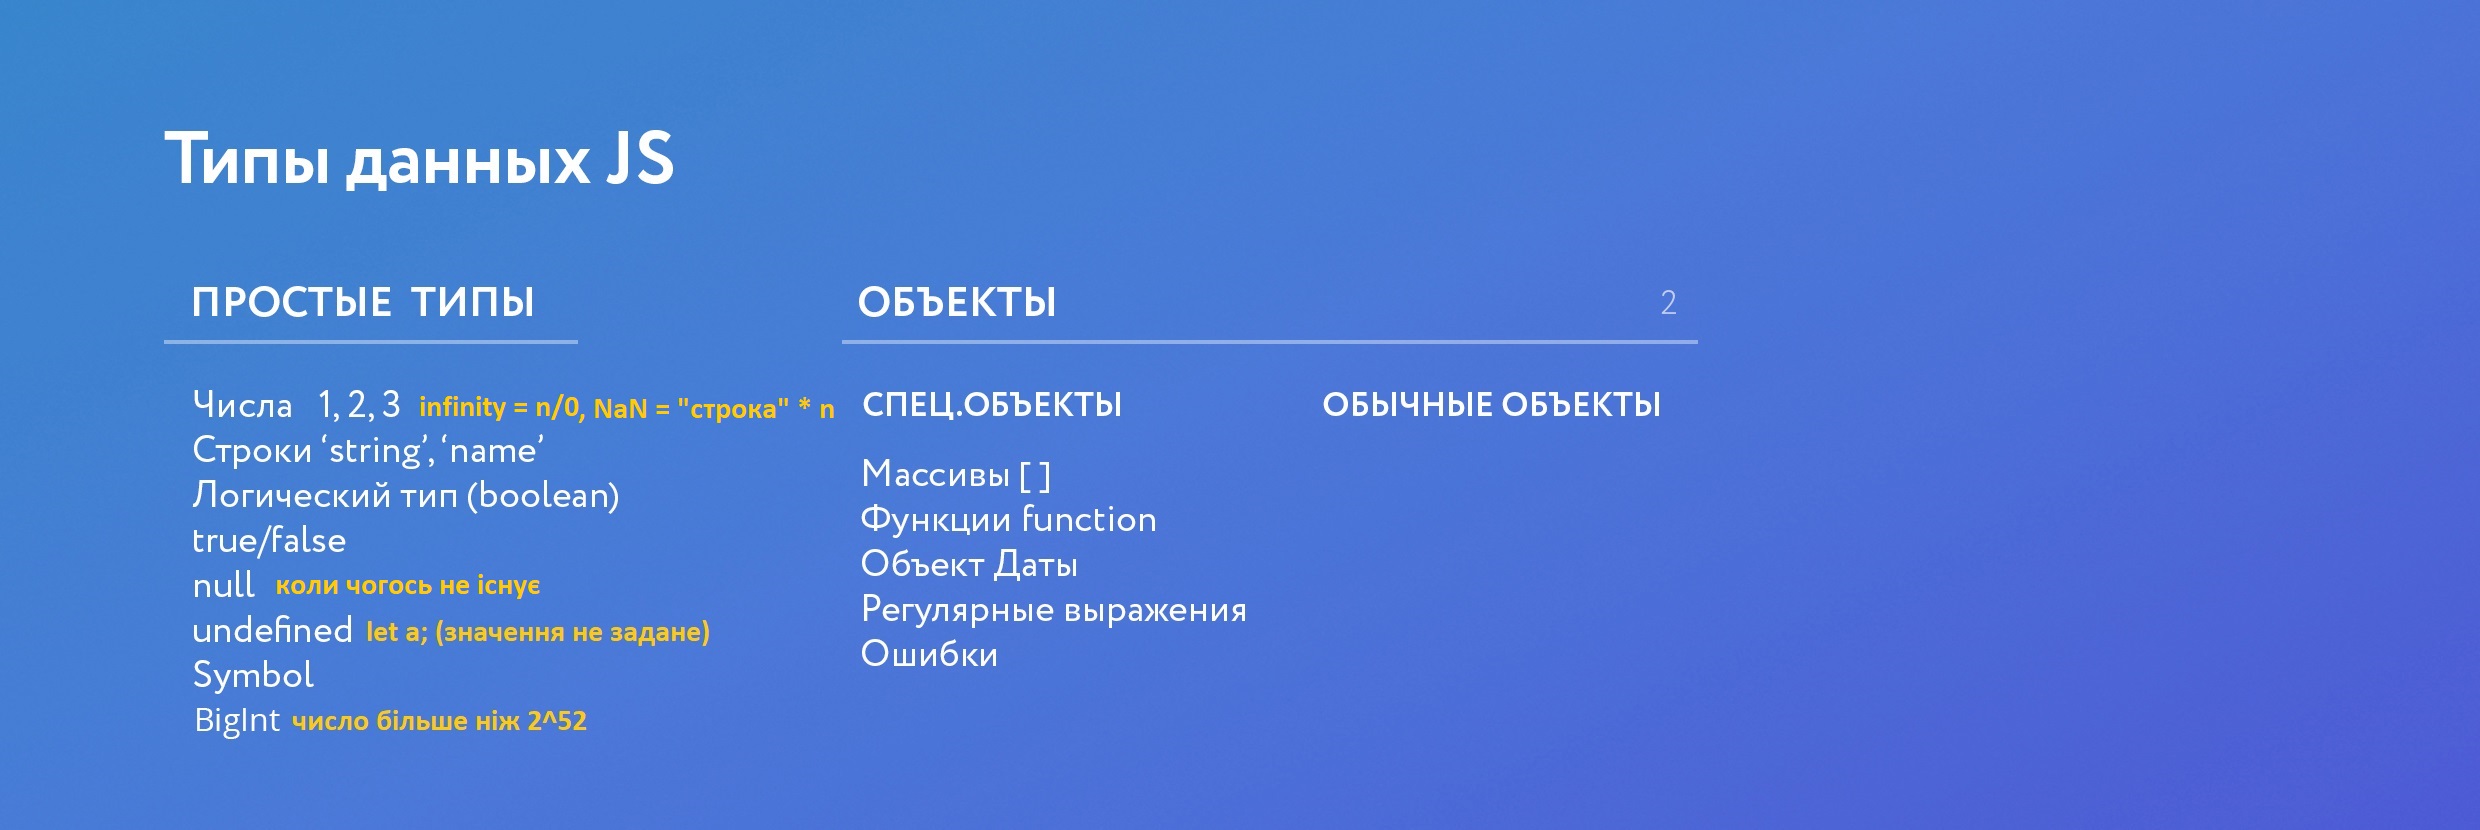 Типы данных JS
ПРОСТЫЕ ТИПЫ
Числа 1, 2, 3 infinity = n/0, NaN = "строка" * n
Строки ‘string’, ‘name’
Логический тип (boolean)
true/false
null коли чогось не існує
undefined let a; (значення не задане)
Symbol
BigInt число більше ніж 2^52
ОБЪЕКТЫ 2
СПЕЦ.ОБЪЕКТЫ
Массивы [ ]
Функции function
Объект Даты
Регулярные выражения
Ошибки
ОБЫЧНЫЕ ОБЪЕКТЫ